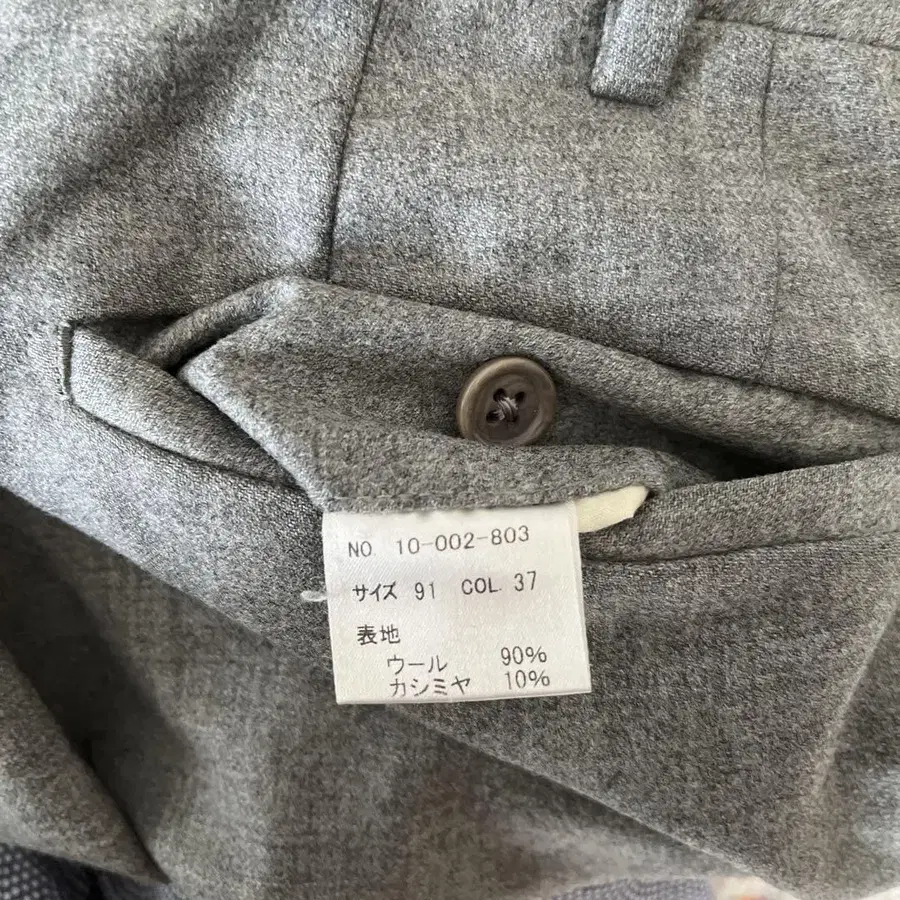 NO. 10-002-803
サイズ 91 COL. 37
表地
ウール 90%
カシミヤ 10%